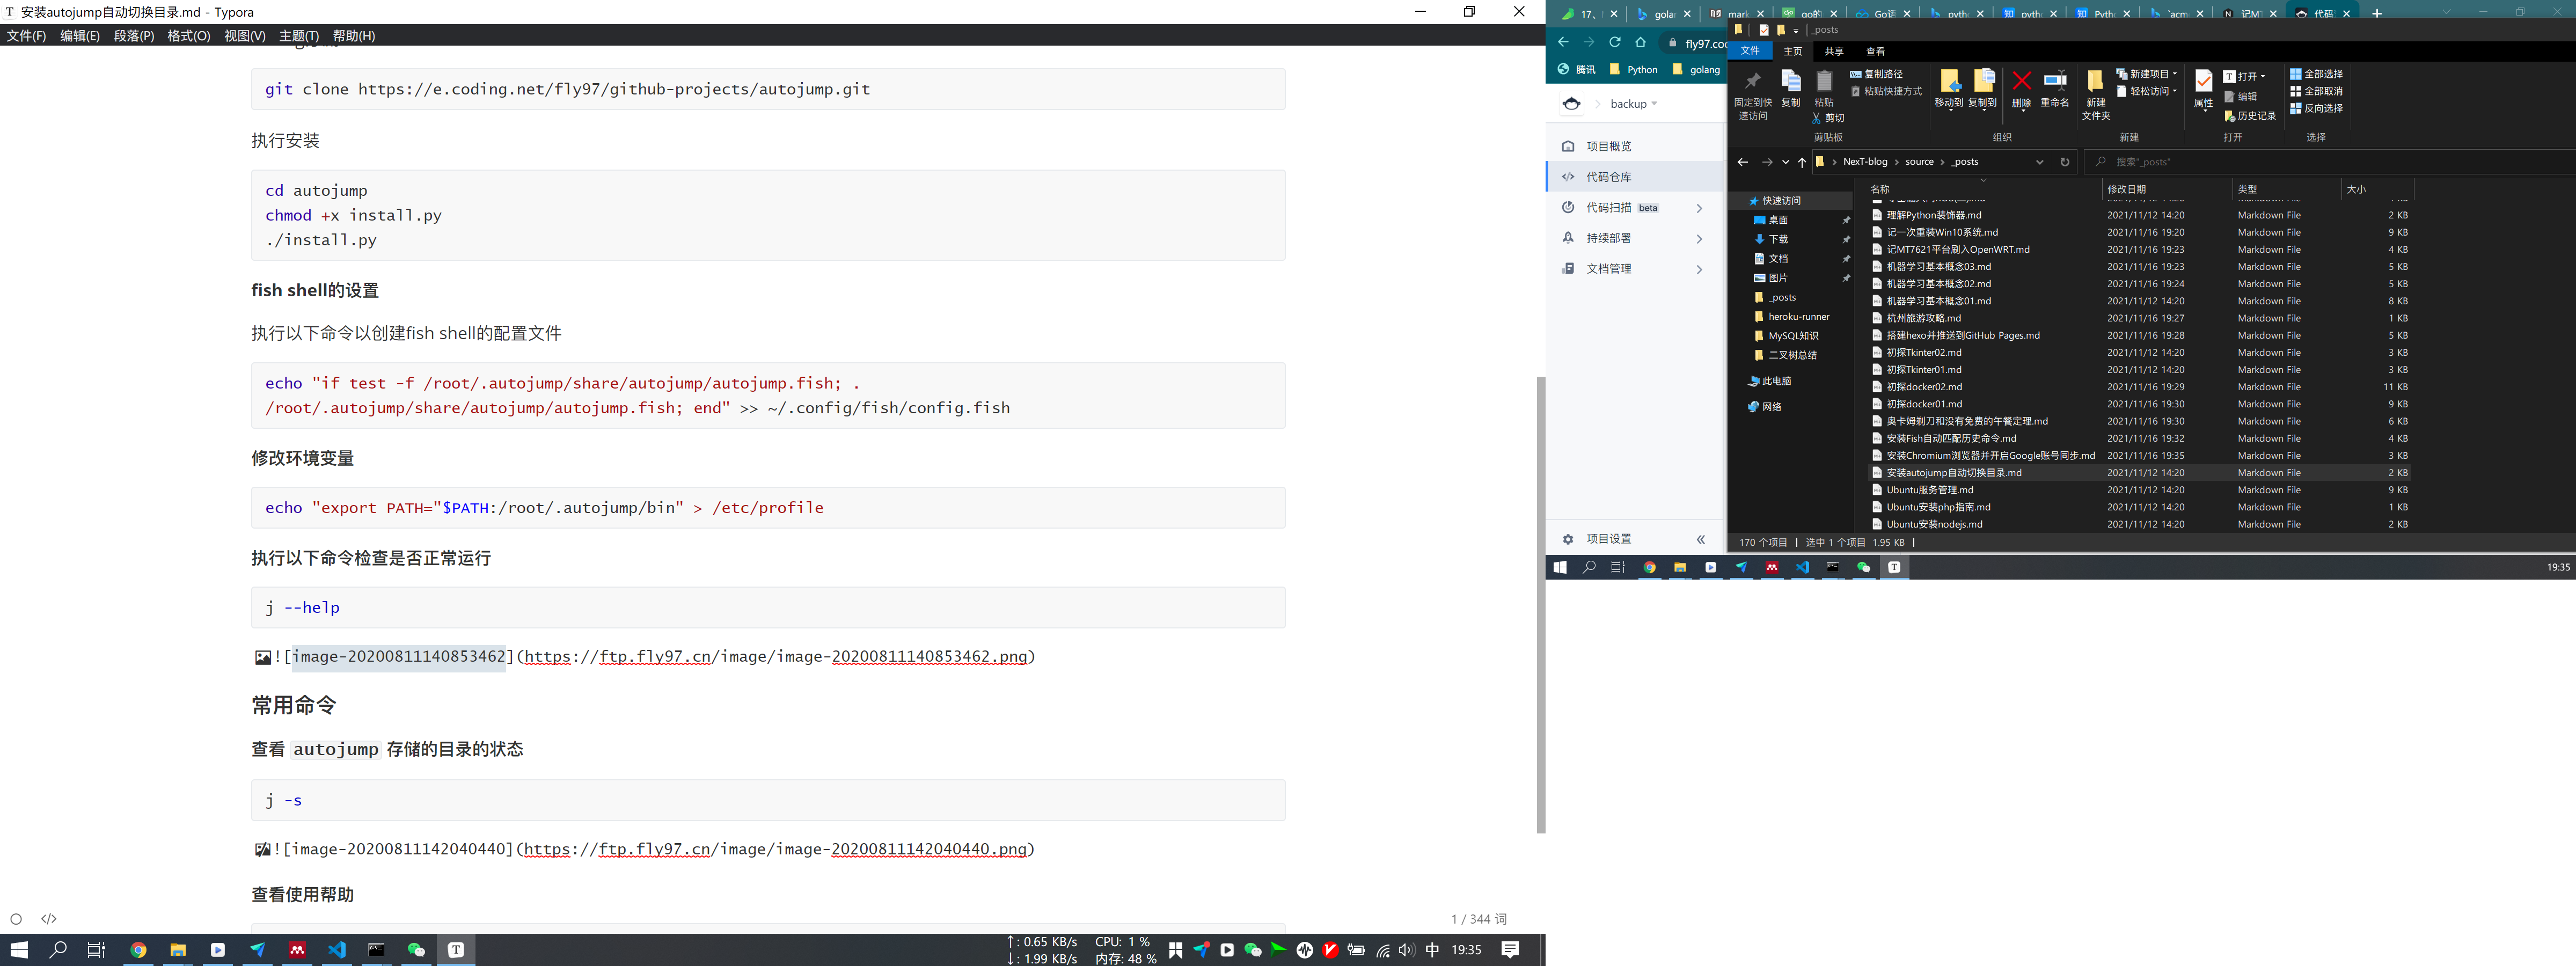 安装autojump自动切换目录.md - Typora
文件(F) 编辑(E) 段落(P) 格式(O) 视图(V) 主题(T) 帮助(H)
git clone https://e.coding.net/fly97/github-projects/autojump.git
执行安装
cd autojump
chmod +x install.py
./install.py
fish shell的设置
执行以下命令以创建fish shell的配置文件
echo "if test -f /root/.autojump/share/autojump/autojump.fish; .
/root/.autojump/share/autojump/autojump.fish; end" >> ~/.config/fish/config.fish
修改环境变量
echo "export PATH="$PATH:/root/.autojump/bin" > /etc/profile
执行以下命令检查是否正常运行
j --help
![image-20200811140853462](https://ftp.fly97.cn/image/image-20200811140853462.png)
常用命令
查看 autojump 存储的目录的状态
j -s
![image-20200811142040440](https://ftp.fly97.cn/image/image-20200811142040440.png)
查看使用帮助
1 / 344 词
↑: 0.65 KB/s CPU: 1 %
↓: 1.99 KB/s 内存: 48 %
中 19:35
17、 golan mark go的 Go语 pytho pytho Pyth `acm 记MT 代码
fly97.co
腾讯 Python golang
backup
项目概览
代码仓库
代码扫描 beta
持续部署
文档管理
项目设置
_posts
文件 主页 共享 查看
固定到快速访问 复制 粘贴 复制路径 粘贴快捷方式 剪切
移动到 复制到 删除 重命名
新建文件夹 新建项目 轻松访问
属性 打开 编辑 历史记录
全部选择 全部取消 反向选择
剪贴板 组织 新建 打开 选择
NexT-blog source _posts 搜索"_posts"
快速访问
桌面
下载
文档
图片
_posts
heroku-runner
MySQL知识
二叉树总结
此电脑
网络
名称 修改日期 类型 大小
理解Python装饰器.md 2021/11/12 14:20 Markdown File 2 KB
记一次重装Win10系统.md 2021/11/16 19:20 Markdown File 9 KB
记MT7621平台刷入OpenWRT.md 2021/11/16 19:23 Markdown File 4 KB
机器学习基本概念03.md 2021/11/16 19:23 Markdown File 5 KB
机器学习基本概念02.md 2021/11/16 19:24 Markdown File 5 KB
机器学习基本概念01.md 2021/11/12 14:20 Markdown File 8 KB
杭州旅游攻略.md 2021/11/16 19:27 Markdown File 1 KB
搭建hexo并推送到GitHub Pages.md 2021/11/16 19:28 Markdown File 5 KB
初探Tkinter02.md 2021/11/12 14:20 Markdown File 3 KB
初探Tkinter01.md 2021/11/12 14:20 Markdown File 3 KB
初探docker02.md 2021/11/16 19:29 Markdown File 11 KB
初探docker01.md 2021/11/16 19:30 Markdown File 9 KB
奥卡姆剃刀和没有免费的午餐定理.md 2021/11/16 19:30 Markdown File 6 KB
安装Fish自动匹配历史命令.md 2021/11/16 19:32 Markdown File 4 KB
安装Chromium浏览器并开启Google账号同步.md 2021/11/16 19:35 Markdown File 3 KB
安装autojump自动切换目录.md 2021/11/12 14:20 Markdown File 2 KB
Ubuntu服务管理.md 2021/11/12 14:20 Markdown File 9 KB
Ubuntu安装php指南.md 2021/11/12 14:20 Markdown File 1 KB
Ubuntu安装nodejs.md 2021/11/12 14:20 Markdown File 2 KB
170 个项目 选中 1 个项目 1.95 KB
19:35